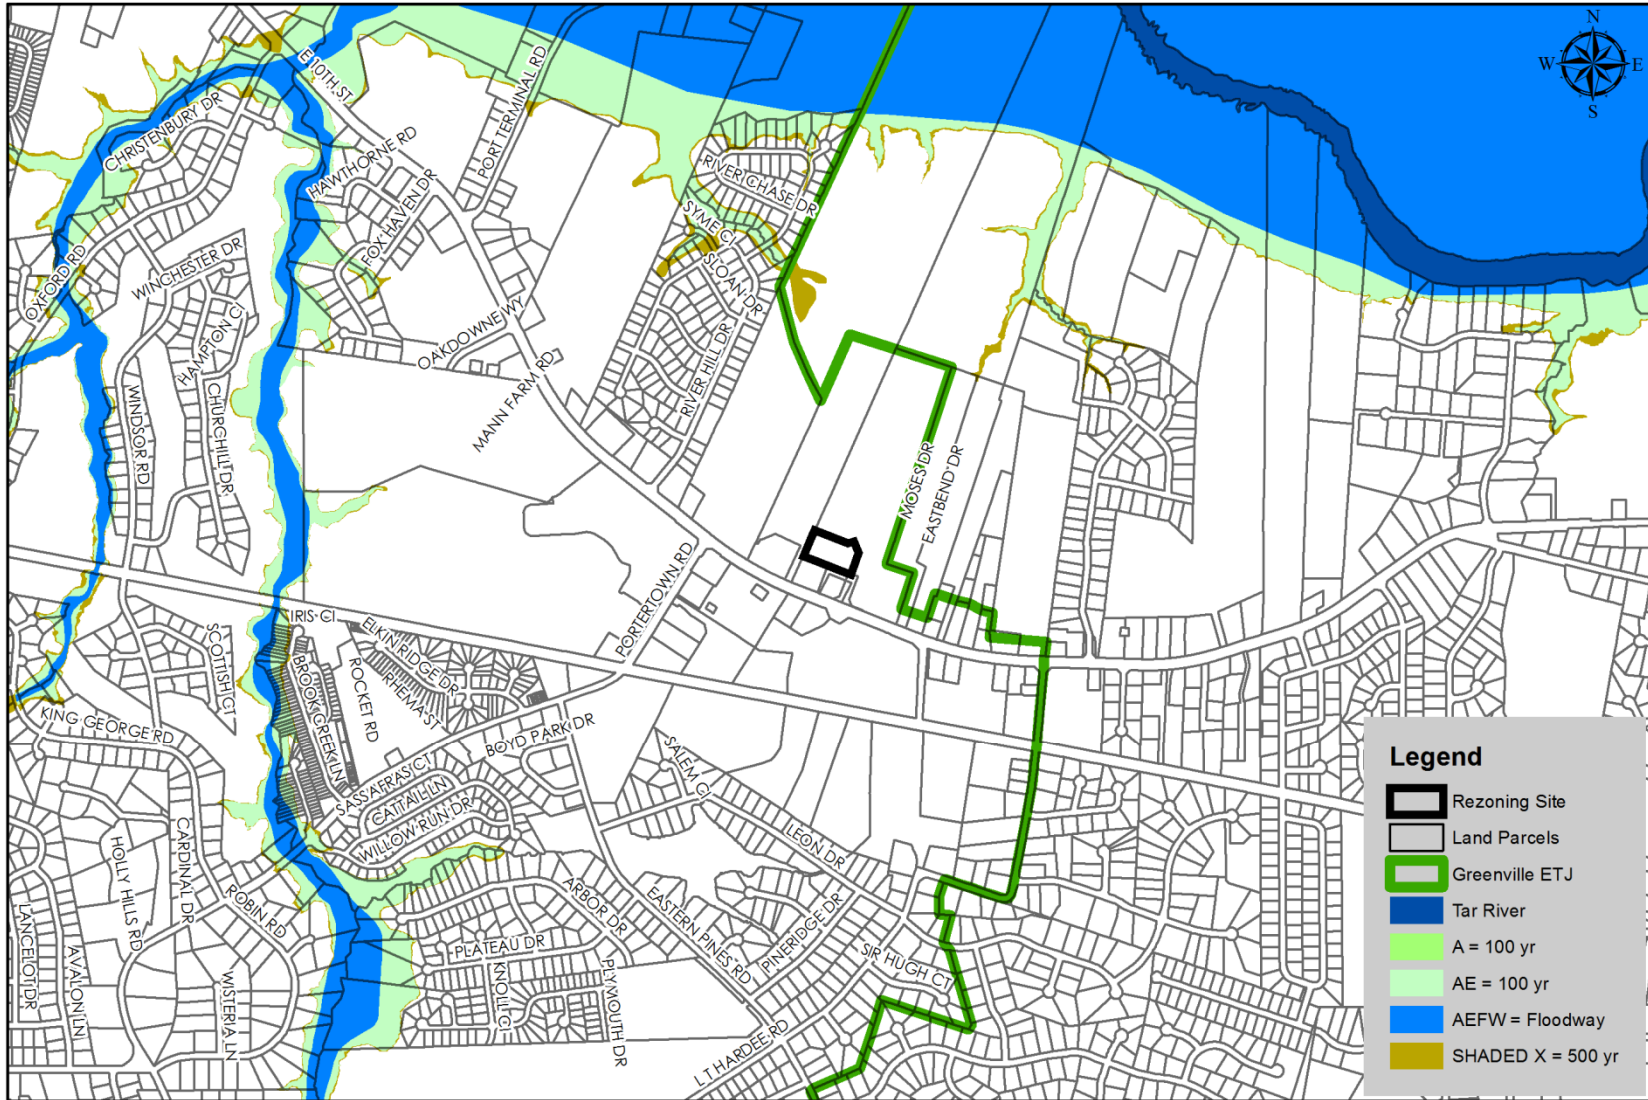 N
W
E
S
E 10TH ST
PORT TERMINAL RD
CHRISTENBURY DR
HAWTHORNE RD
FOX HAVEN DR
RIVER CHASE DR
SYME CI
SLOAN DR
OXFORD RD
WINCHESTER DR
HAMPTON CI
CHURCHILL DR
WINDSOR RD
OAKDOWNE WY
MANN FARM RD
RIVER HILL DR
MOSES DR
EASTBEND DR
PORTERTOWN RD
IRIS CI
ELKIN RIDGE DR
RHEMA ST
ROCKET RD
BROOK CREEK LN
SCOTTISH CT
KING GEORGE RD
BOYD PARK DR
SASSAFRAS CT
CATTAIL LN
WILLOW RUN DR
SALEM CI
LEON DR
CARDINAL DR
HOLLY HILLS RD
ROBIN RD
LANCELOT DR
AVALON LN
WISTERIA LN
ARBOR DR
PLATEAU DR
KNOLL CI
PLYMOUTH DR
EASTERN PINES RD
PINERIDGE DR
SIR HUGH CT
L T HARDEE RD
Legend
Rezoning Site
Land Parcels
Greenville ETJ
Tar River
A = 100 yr
AE = 100 yr
AEFW = Floodway
SHADED X = 500 yr